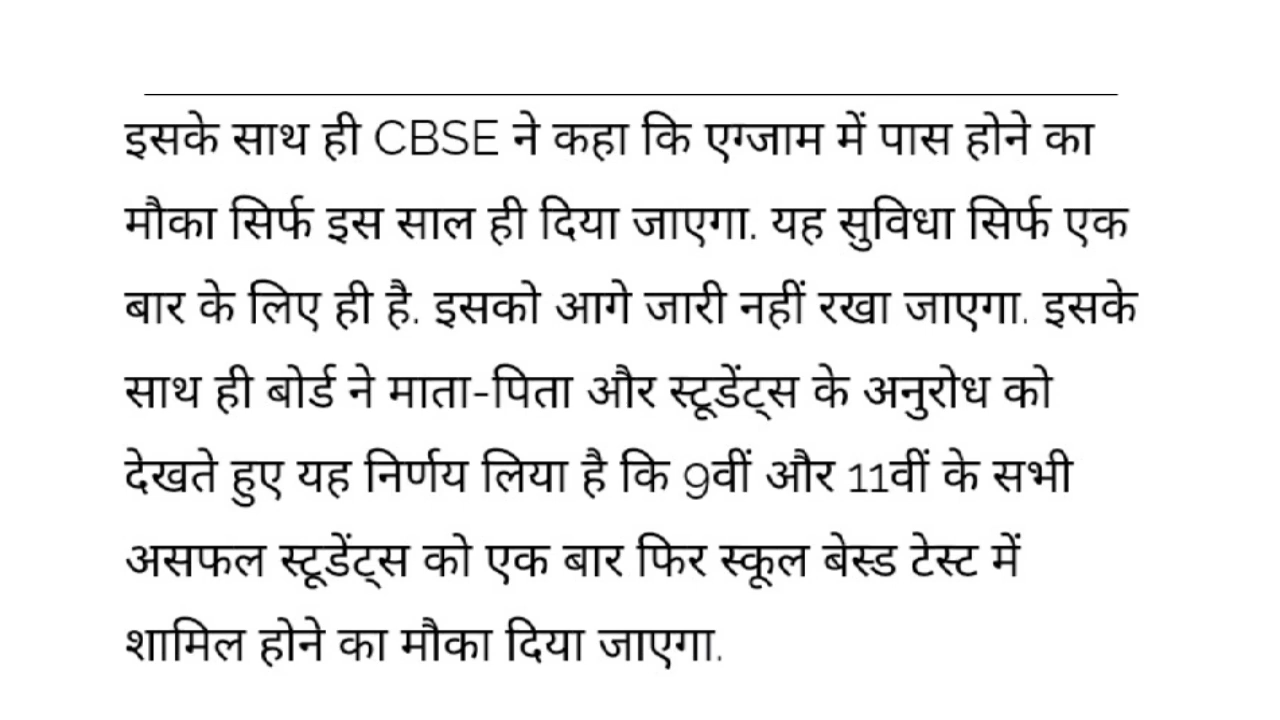 इसके साथ ही CBSE ने कहा कि एग्जाम में पास होने का
मौका सिर्फ इस साल ही दिया जाएगा. यह सुविधा सिर्फ एक
बार के लिए ही है. इसको आगे जारी नहीं रखा जाएगा. इसके
साथ ही बोर्ड ने माता-पिता और स्टूडेंट्स के अनुरोध को
देखते हुए यह निर्णय लिया है कि 9वीं और 11वीं के सभी
असफल स्टूडेंट्स को एक बार फिर स्कूल बेस्ड टेस्ट में
शामिल होने का मौका दिया जाएगा.